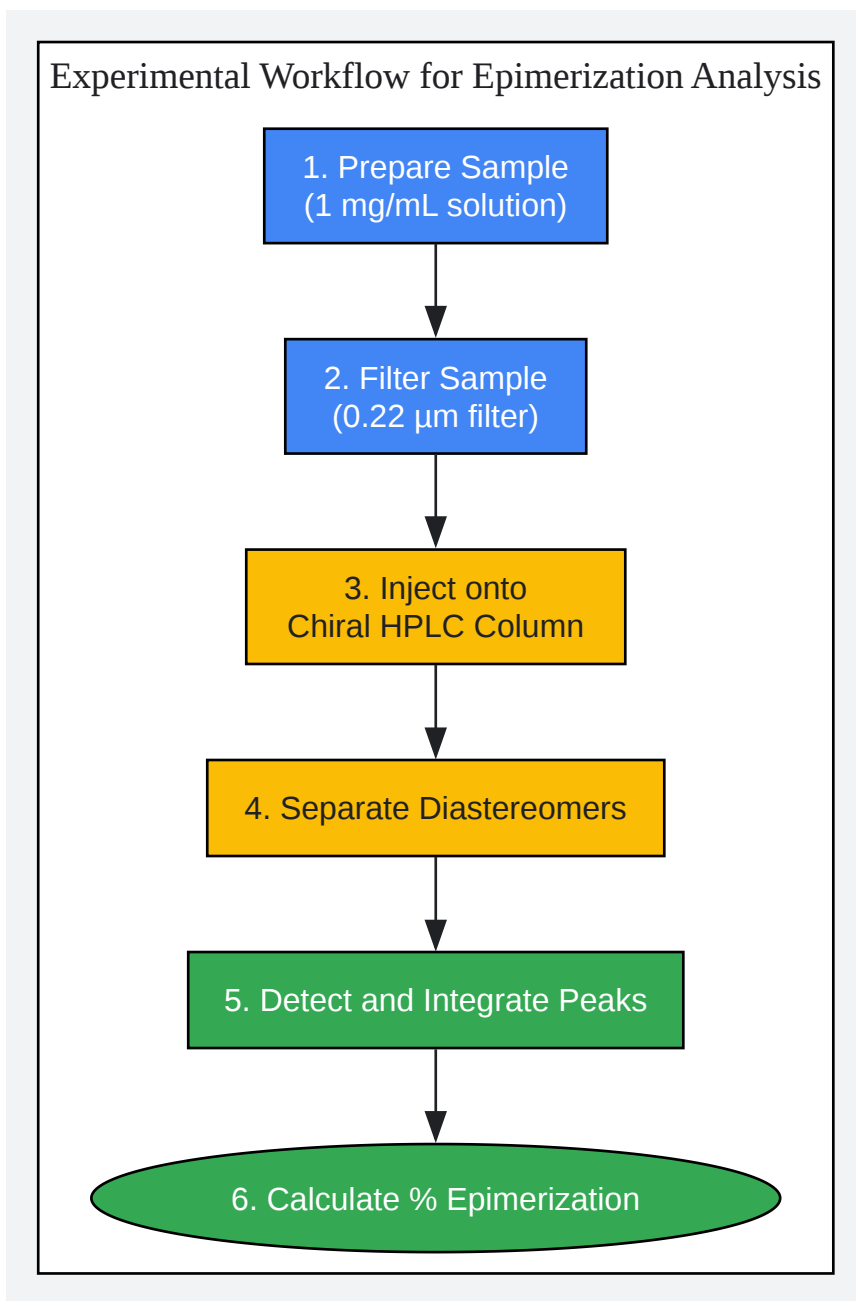 Experimental Workflow for Epimerization Analysis
1. Prepare Sample
(1 mg/mL solution)
2. Filter Sample
(0.22 µm filter)
3. Inject onto
Chiral HPLC Column
4. Separate Diastereomers
5. Detect and Integrate Peaks
6. Calculate % Epimerization